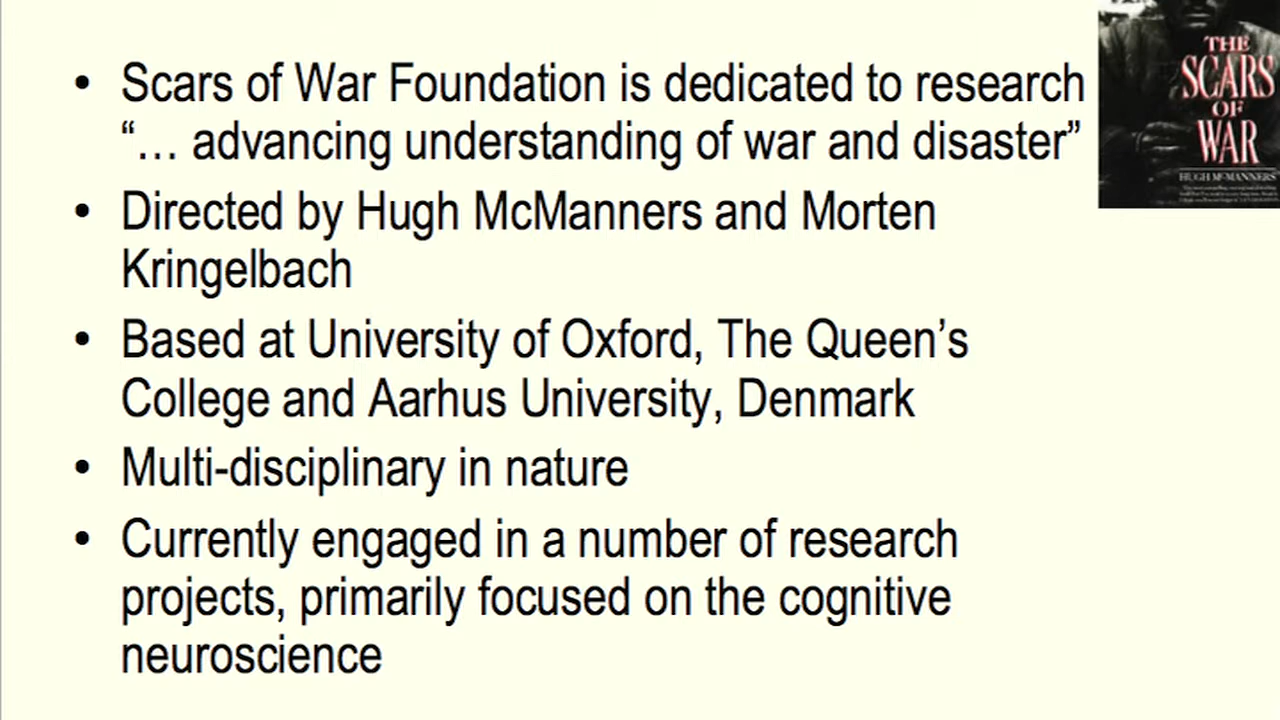 • Scars of War Foundation is dedicated to research
“… advancing understanding of war and disaster”
• Directed by Hugh McManners and Morten
Kringelbach
• Based at University of Oxford, The Queen’s
College and Aarhus University, Denmark
• Multi-disciplinary in nature
• Currently engaged in a number of research
projects, primarily focused on the cognitive
neuroscience
THE
SCARS
OF
WAR
HUGH McMANNERS